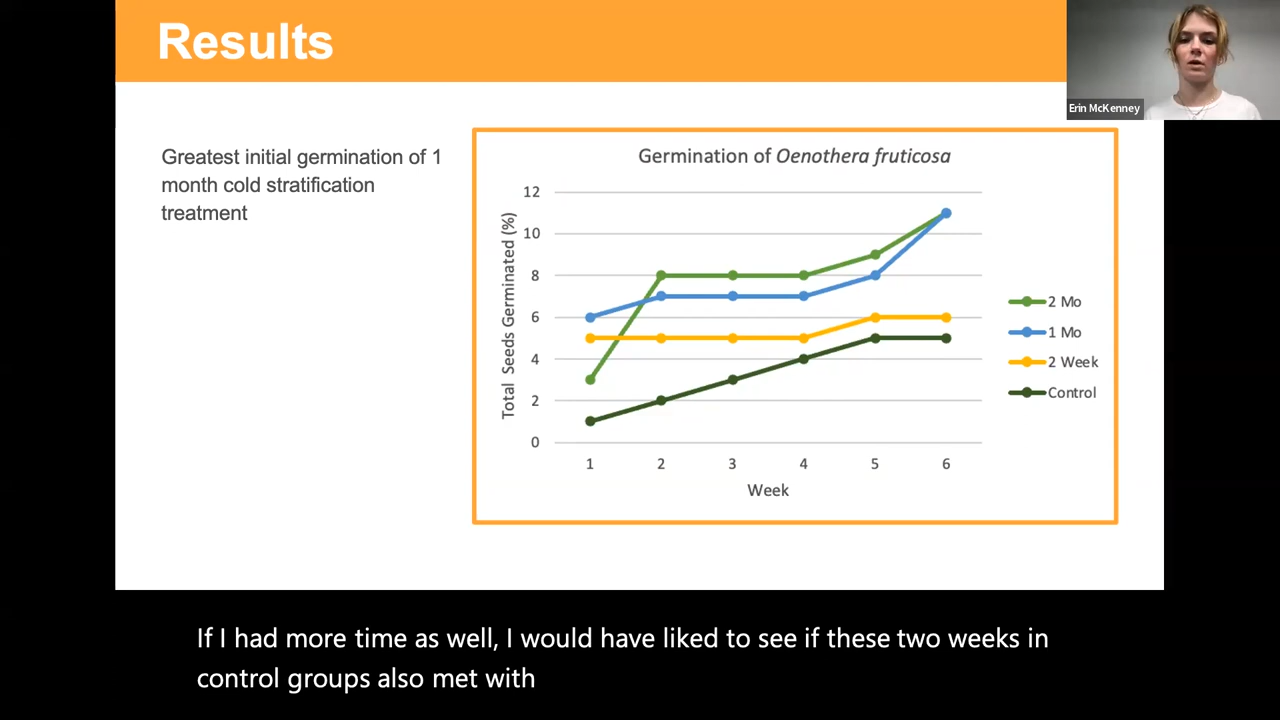 Results
Erin McKenney
Greatest initial germination of 1
month cold stratification
treatment
Germination of Oenothera fruticosa
Total Seeds Germinated (%)
12
10
8
6
4
2
0
1 2 3 4 5 6
Week
2 Mo
1 Mo
2 Week
Control
If I had more time as well, I would have liked to see if these two weeks in
control groups also met with